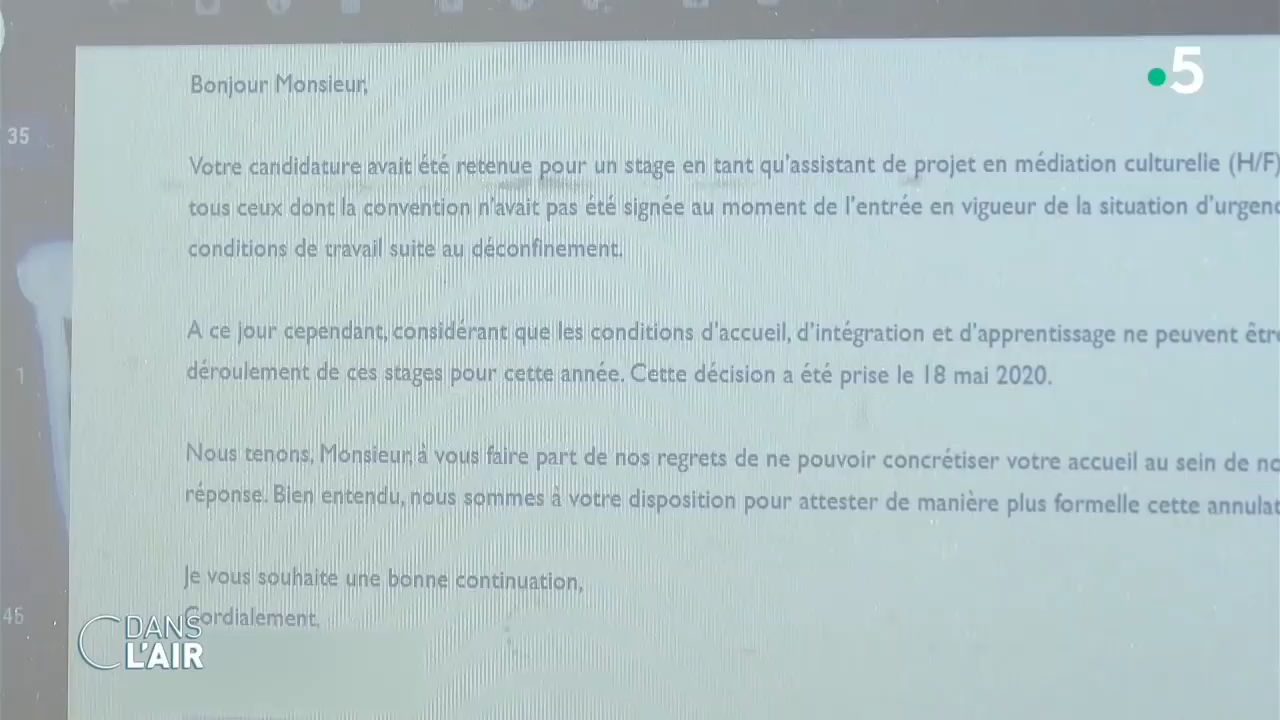 5
35
Bonjour Monsieur,
Votre candidature avait été retenue pour un stage en tant qu'assistant de projet en médiation culturelle (H/F)
tous ceux dont la convention n'avait pas été signée au moment de l'entrée en vigueur de la situation d'urgenc
conditions de travail suite au déconfinement.
A ce jour cependant, considérant que les conditions d'accueil, d'intégration et d'apprentissage ne peuvent êtr
1
déroulement de ces stages pour cette année. Cette décision a été prise le 18 mai 2020.
Nous tenons, Monsieur, à vous faire part de nos regrets de ne pouvoir concrétiser votre accueil au sein de no
réponse. Bien entendu, nous sommes à votre disposition pour attester de manière plus formelle cette annulat
Je vous souhaite une bonne continuation,
Cordialement,
C DANS
L'AIR